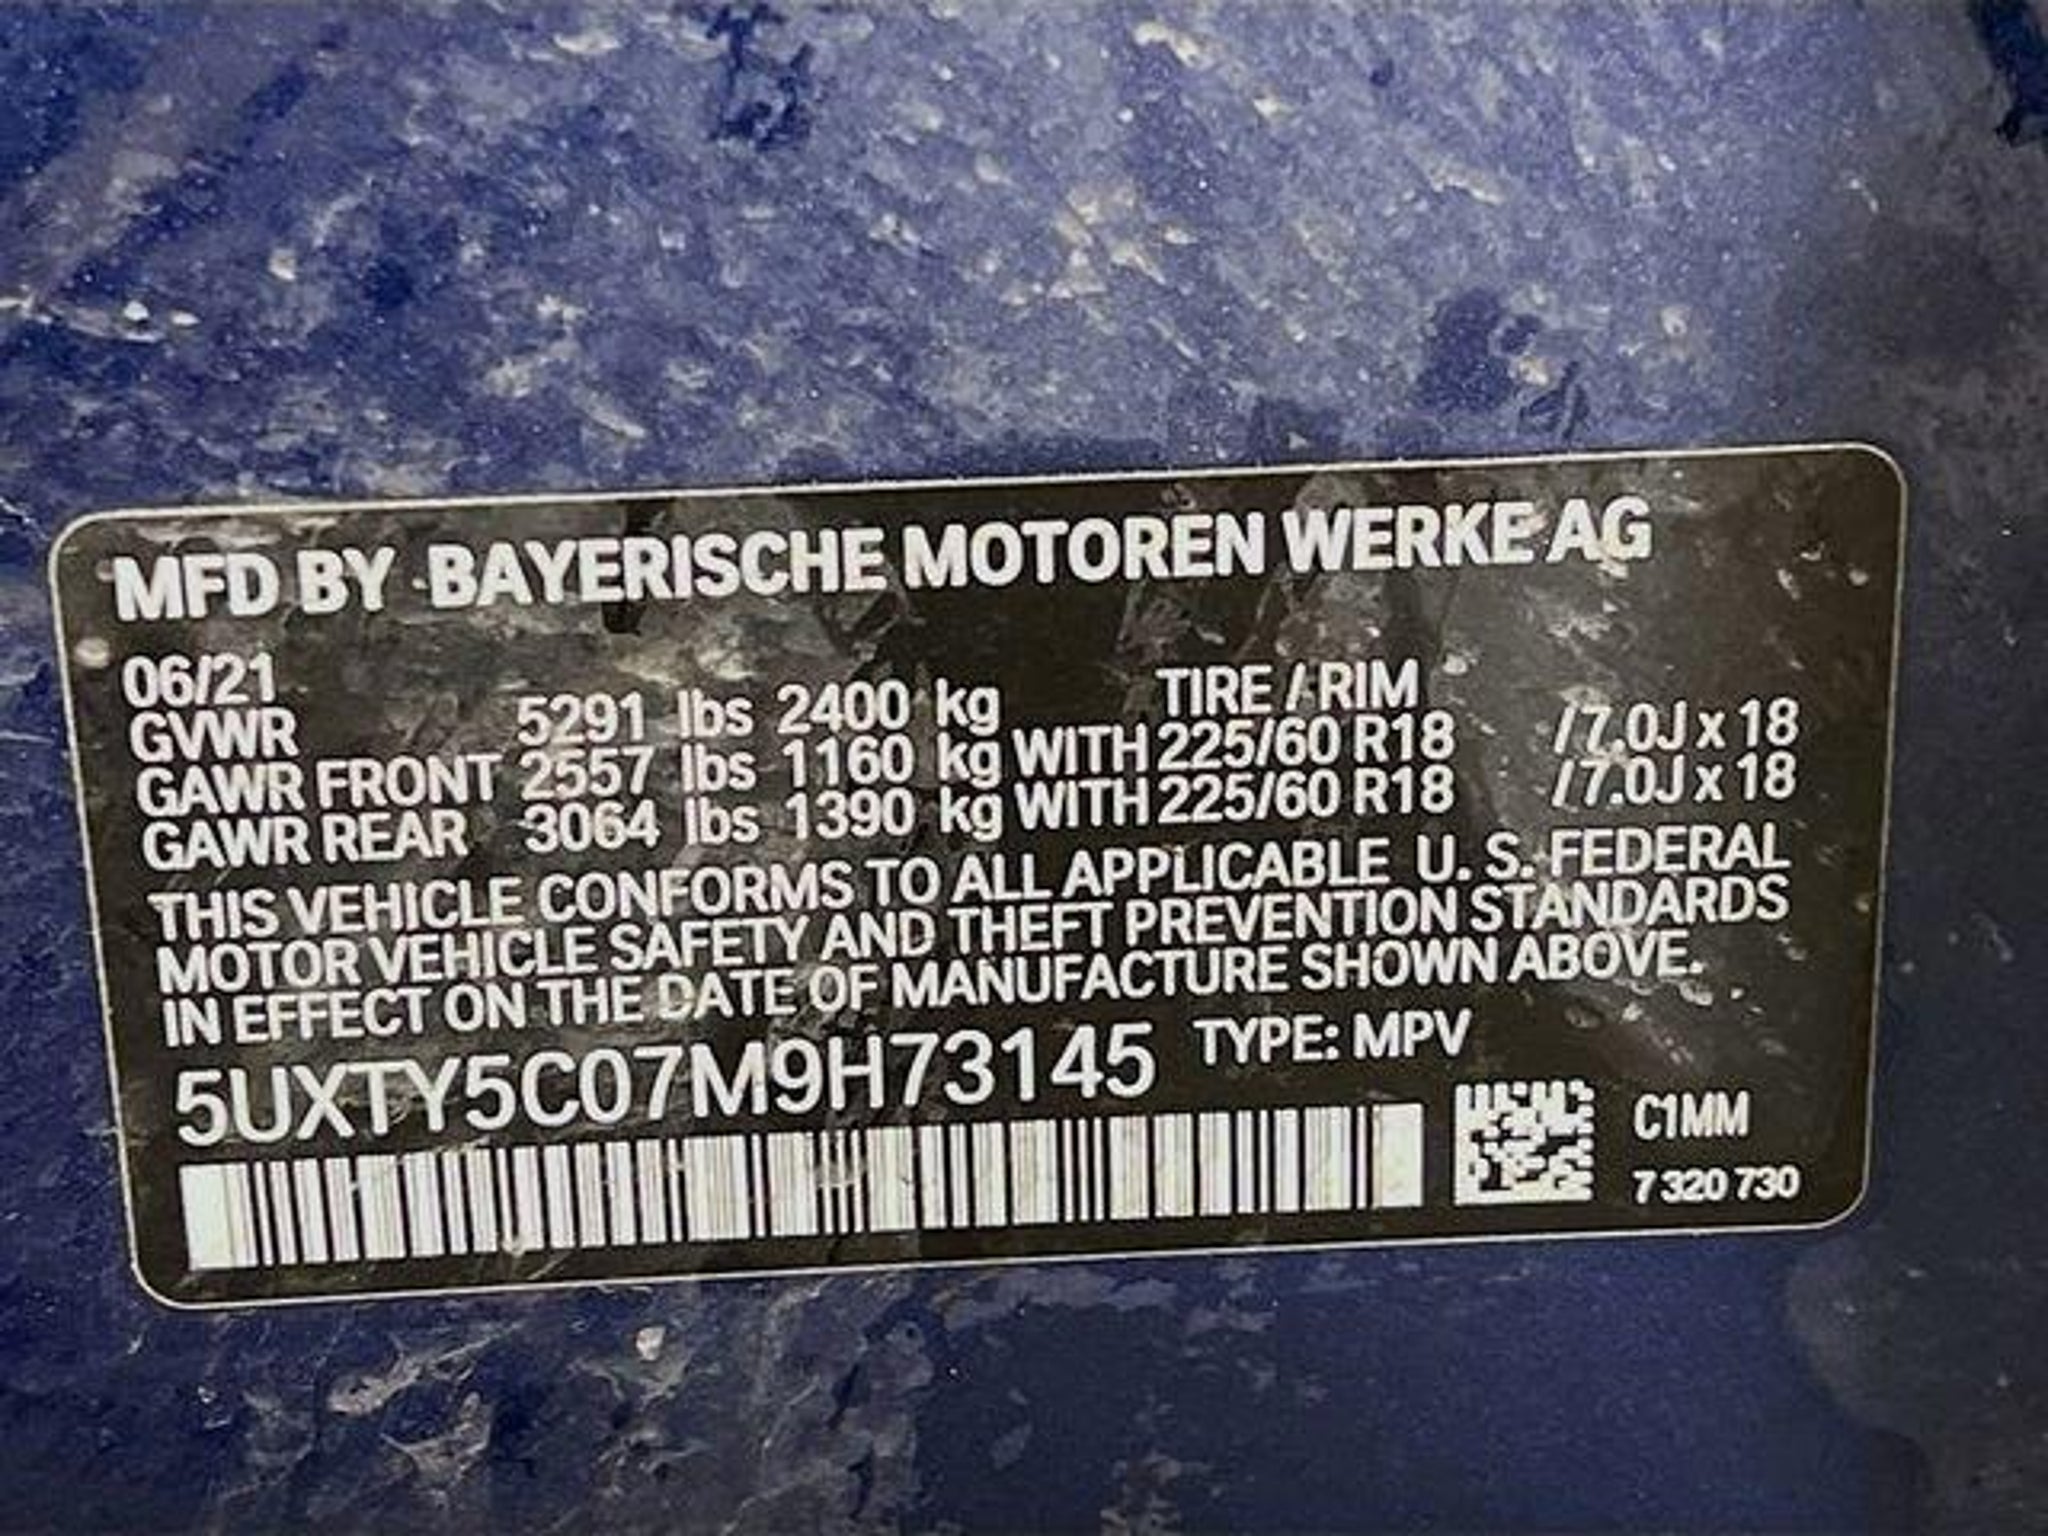 MFD BY BAYERISCHE MOTOREN WERKE AG
06/21 TIRE / RIM
GVWR 5291 lbs 2400 kg
GAWR FRONT 2557 lbs 1160 kg WITH 225/60 R18 / 7.0J x 18
GAWR REAR 3064 lbs 1390 kg WITH 225/60 R18 / 7.0J x 18
THIS VEHICLE CONFORMS TO ALL APPLICABLE U. S. FEDERAL
MOTOR VEHICLE SAFETY AND THEFT PREVENTION STANDARDS
IN EFFECT ON THE DATE OF MANUFACTURE SHOWN ABOVE.
5UXTY5C07M9H73145 TYPE: MPV
C1MM
7 320 730